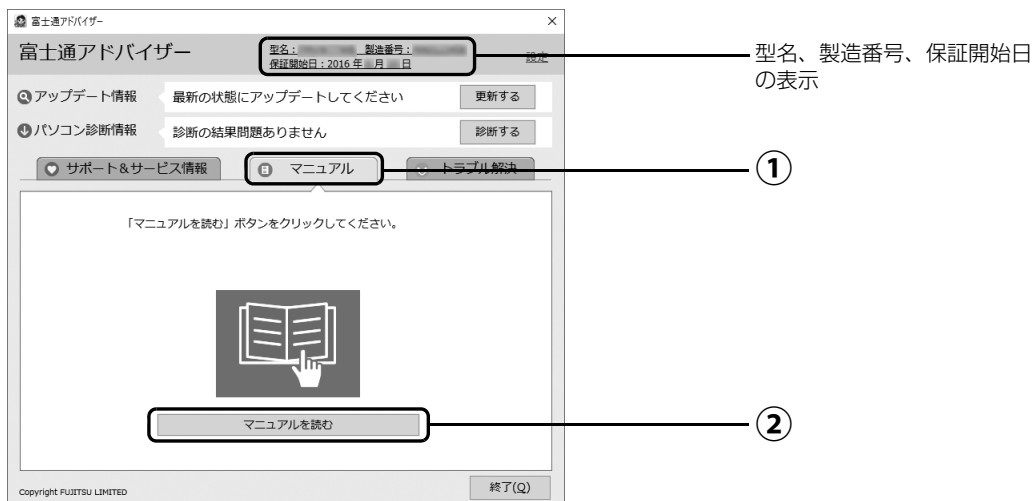 富士通アドバイザー
×
富士通アドバイザー
型名： 製造番号：
保証開始日：2016 年 月 日
設定
型名、製造番号、保証開始日
の表示
アップデート情報
最新の状態にアップデートしてください
更新する
パソコン診断情報
診断の結果問題ありません
診断する
サポート＆サービス情報
マニュアル
トラブル解決
①
「マニュアルを読む」ボタンをクリックしてください。
マニュアルを読む
②
Copyright FUJITSU LIMITED
終了(Q)